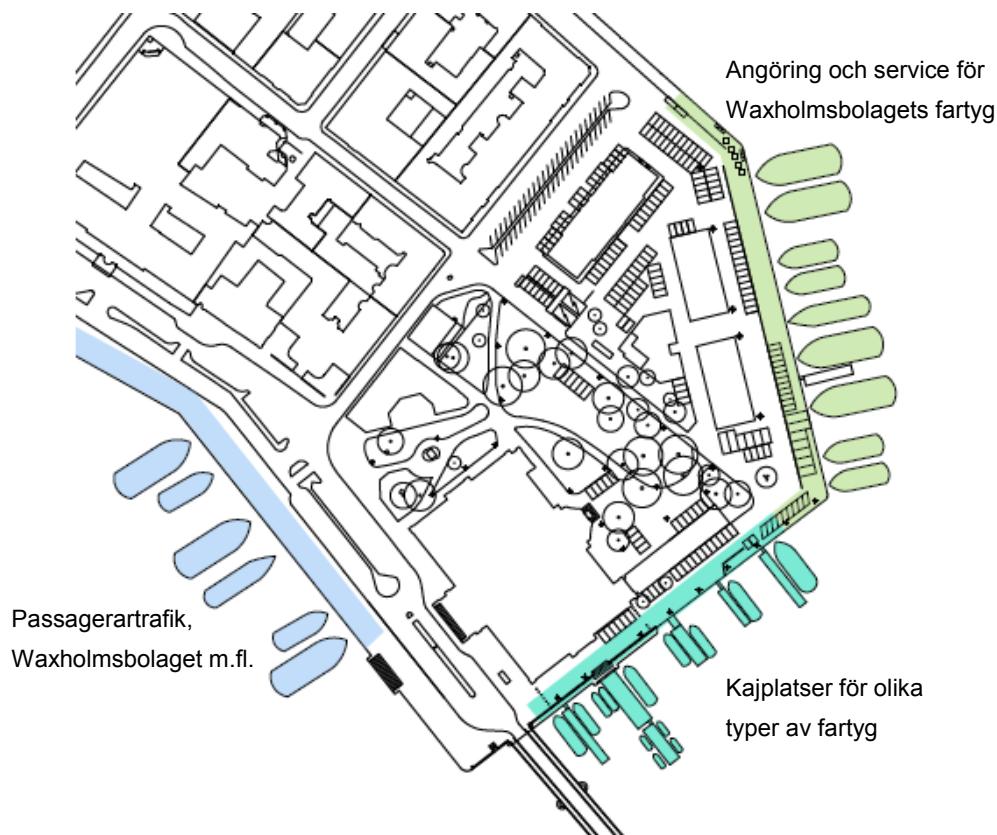 Angöring och service för
Waxholmsbolagets fartyg
Passagerartrafik,
Waxholmsbolaget m.fl.
Kajplatser för olika
typer av fartyg